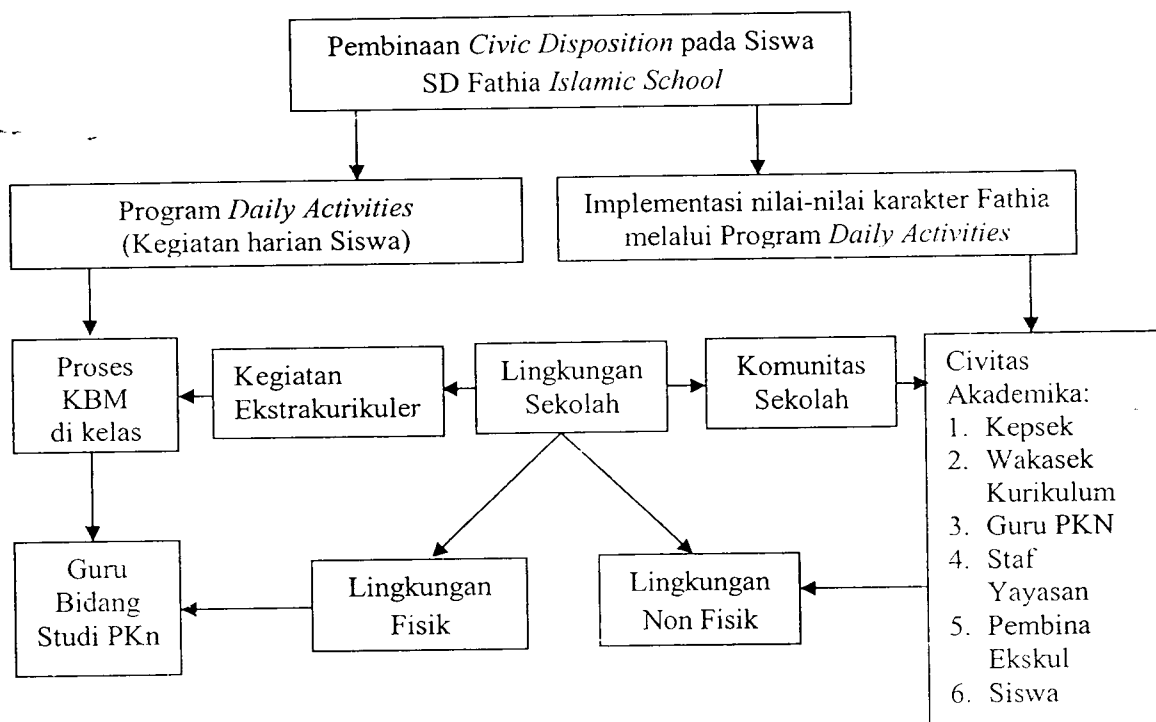 Pembinaan Civic Disposition pada Siswa
SD Fathia Islamic School
Program Daily Activities
(Kegiatan harian Siswa)
Implementasi nilai-nilai karakter Fathia
melalui Program Daily Activities
Proses
KBM
di kelas
Kegiatan
Ekstrakurikuler
Lingkungan
Sekolah
Komunitas
Sekolah
Civitas
Akademika:
1. Kepsek
2. Wakasek
Kurikulum
3. Guru PKN
4. Staf
Yayasan
5. Pembina
Ekskul
6. Siswa
Guru
Bidang
Studi PKn
Lingkungan
Fisik
Lingkungan
Non Fisik